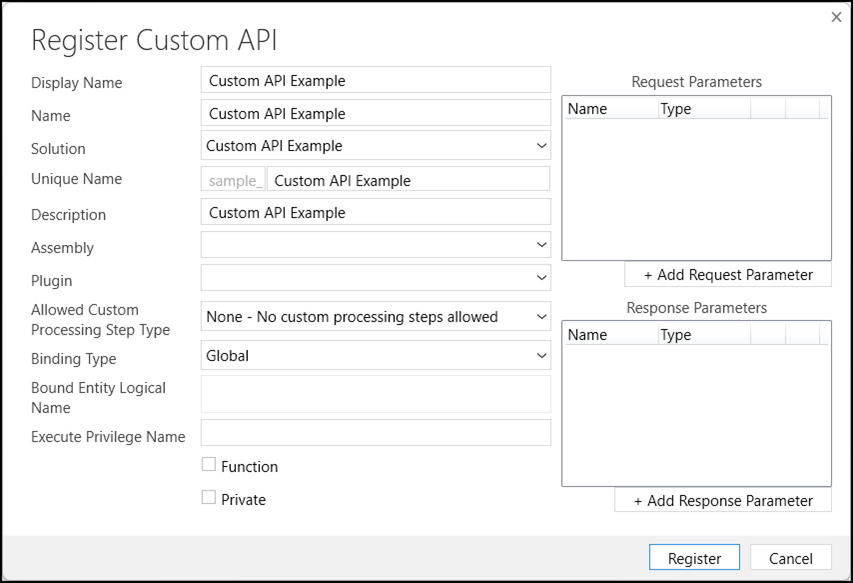 Register Custom API
Display Name
Custom API Example
Name
Custom API Example
Solution
Custom API Example
Unique Name
sample_ Custom API Example
Description
Custom API Example
Assembly
Plugin
Allowed Custom
Processing Step Type
None - No custom processing steps allowed
Binding Type
Global
Bound Entity Logical
Name
Execute Privilege Name
Function
Private
Request Parameters
Name Type
+ Add Request Parameter
Response Parameters
Name Type
+ Add Response Parameter
Register Cancel